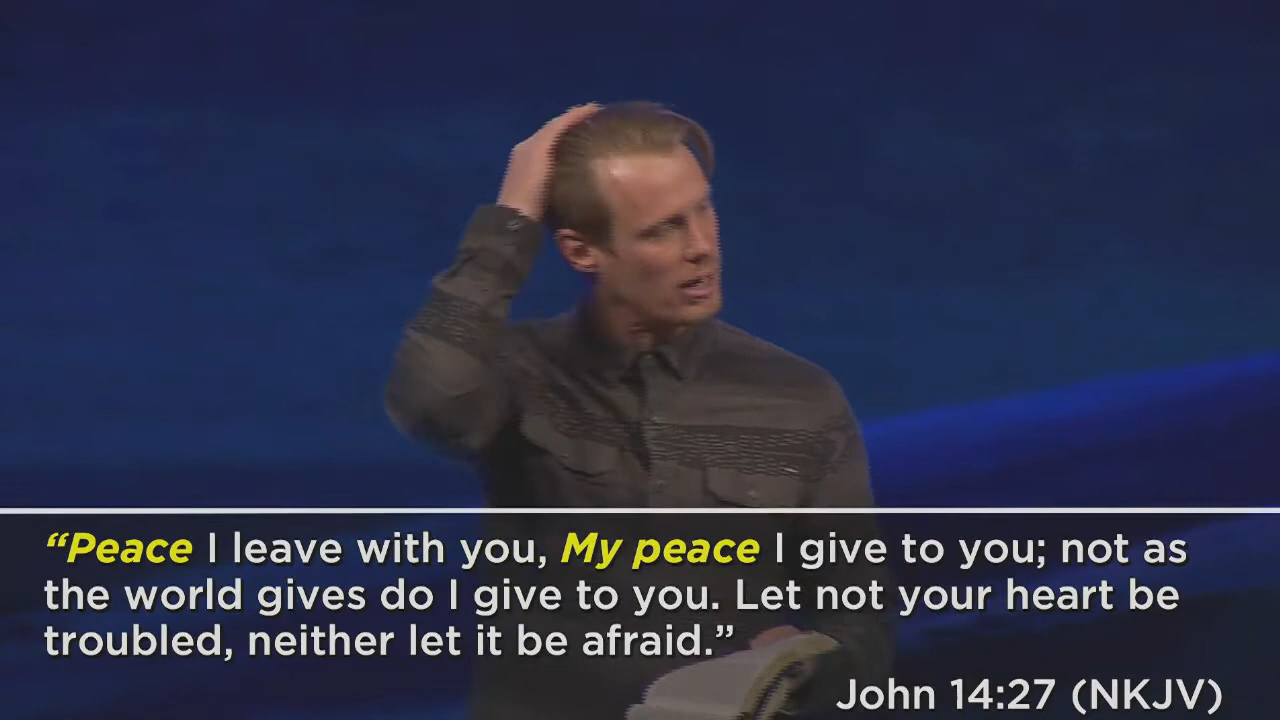 “Peace I leave with you, My peace I give to you; not as
the world gives do I give to you. Let not your heart be
troubled, neither let it be afraid.”
John 14:27 (NKJV)